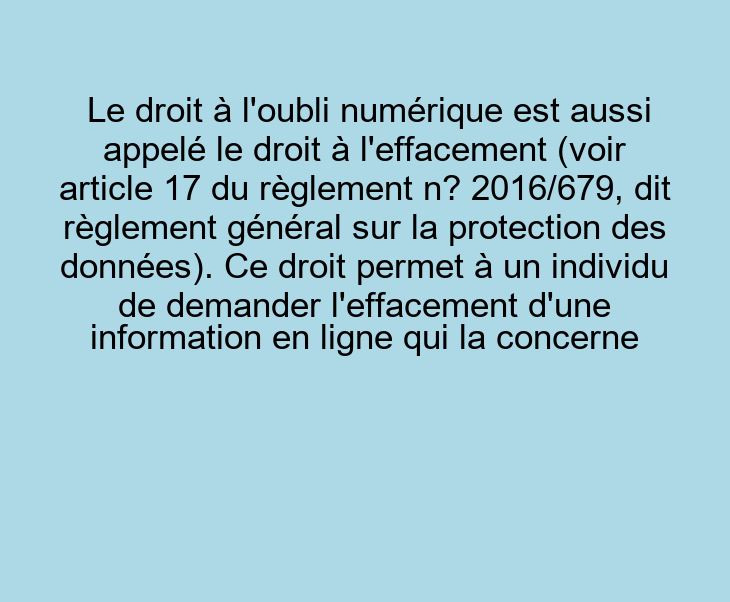 Le droit à l'oubli numérique est aussi
appelé le droit à l'effacement (voir
article 17 du règlement n? 2016/679, dit
règlement général sur la protection des
données). Ce droit permet à un individu
de demander l'effacement d'une
information en ligne qui la concerne